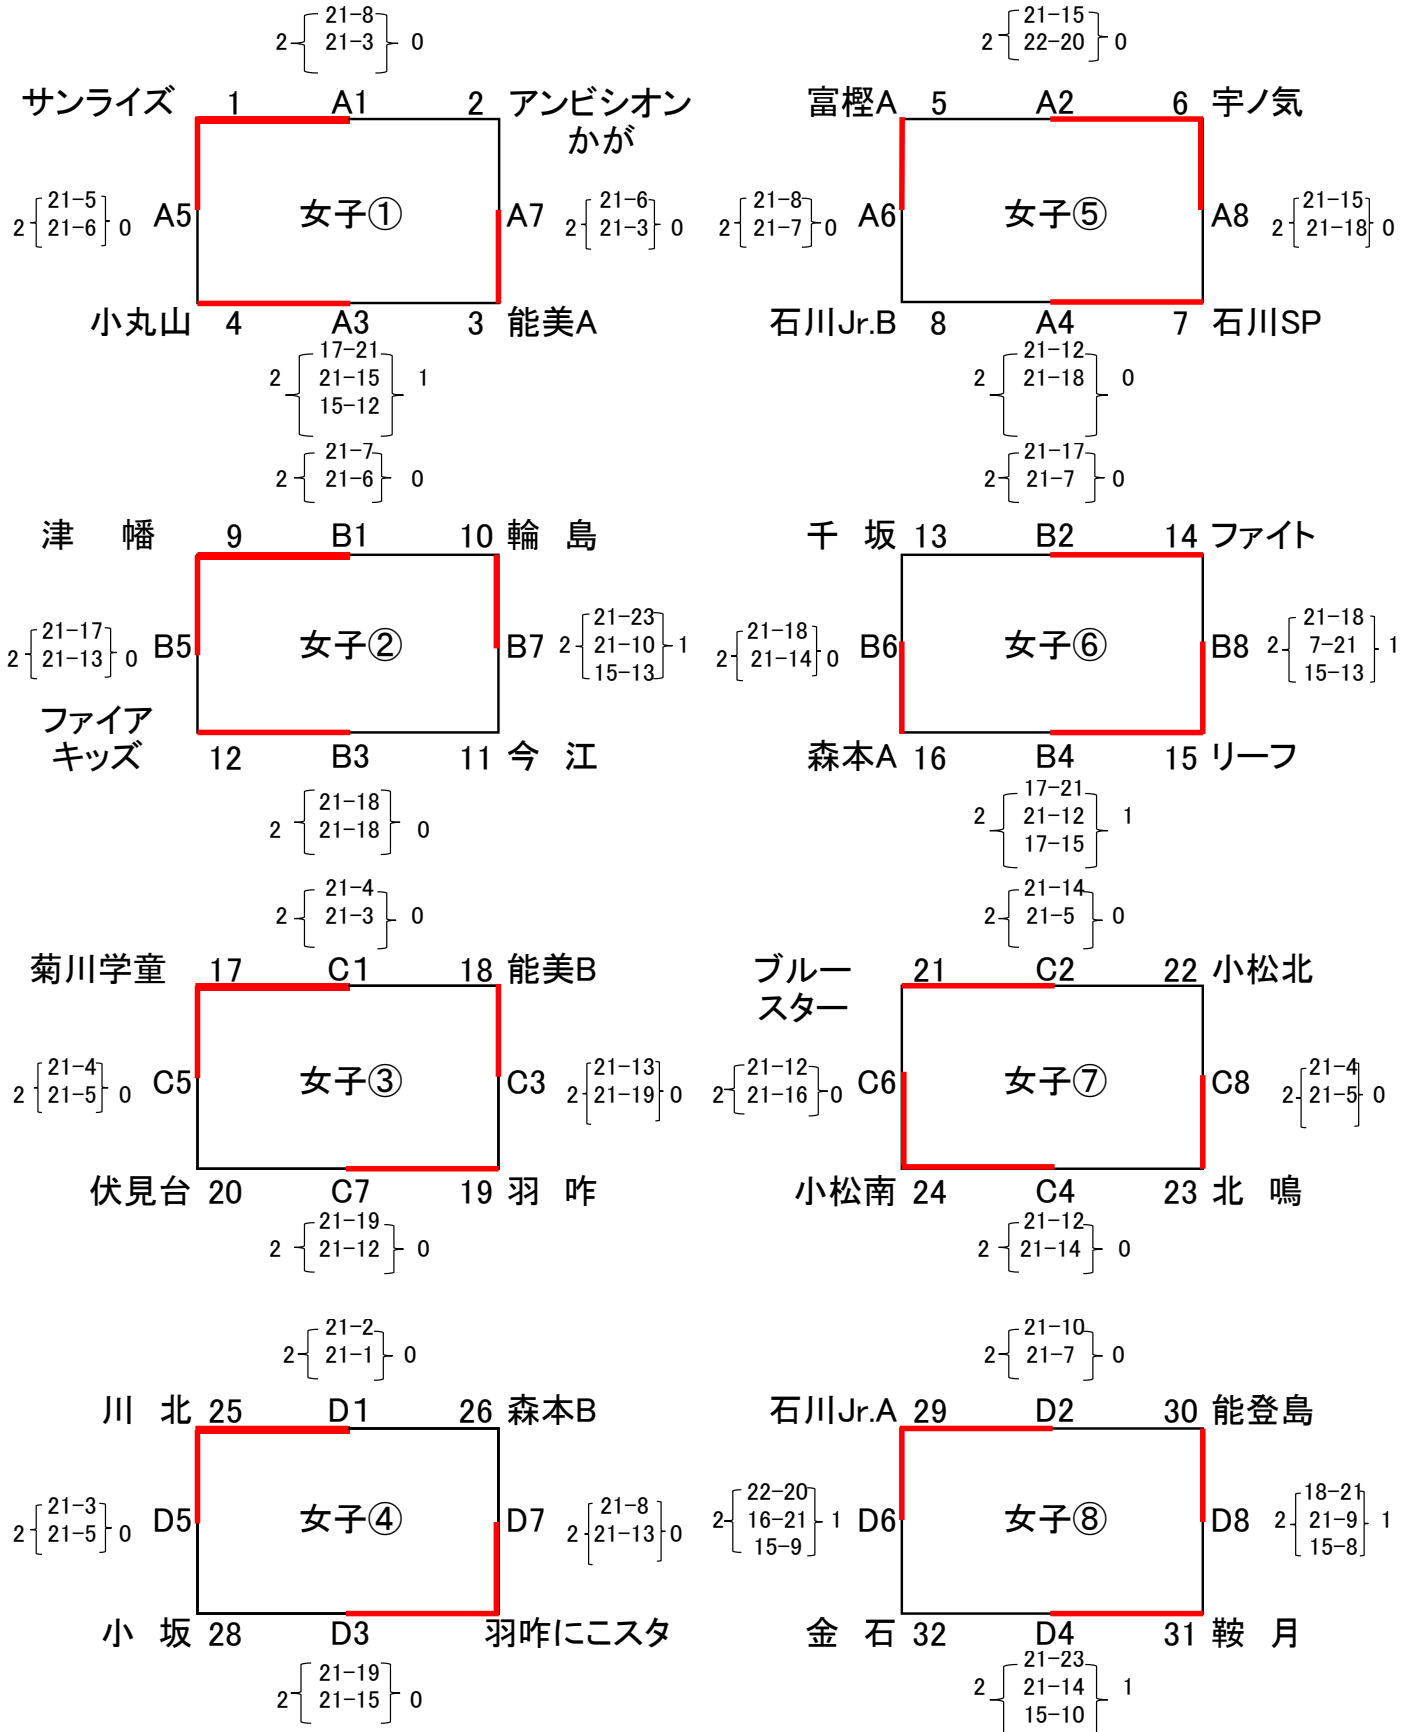 21-8
2 21-3 0
サンライズ 1 A1 2 アンビシオン
かが
21-5
2 21-6 0 A5 女子① A7 21-6
2 21-3 0
小丸山 4 A3 3 能美A
17-21
2 21-15 1
15-12
21-15
2 22-20 0
富樫A 5 A2 6 宇ノ気
21-8
2 21-7 0 A6 女子⑤ A8 21-15
2 21-18 0
石川Jr.B 8 A4 7 石川SP
21-12
2 21-18 0
21-7
2 21-6 0
津 幡 9 B1 10 輪 島
21-17
2 21-13 0 B5 女子② B7 21-23
2 21-10 1
15-13
ファイア
キッズ 12 B3 11 今 江
21-18
2 21-18 0
21-17
2 21-7 0
千 坂 13 B2 14 ファイト
21-18
2 21-14 0 B6 女子⑥ B8 21-18
2 7-21 1
15-13
森本A 16 B4 15 リーフ
17-21
2 21-12 1
17-15
21-4
2 21-3 0
菊川学童 17 C1 18 能美B
21-4
2 21-5 0 C5 女子③ C3 21-13
2 21-19 0
伏見台 20 C7 19 羽 咋
21-19
2 21-12 0
21-14
2 21-5 0
ブルー
スター 21 C2 22 小松北
21-12
2 21-16 0 C6 女子⑦ C8 21-4
2 21-5 0
小松南 24 C4 23 北 鳴
21-12
2 21-14 0
21-2
2 21-1 0
川 北 25 D1 26 森本B
21-3
2 21-5 0 D5 女子④ D7 21-8
2 21-13 0
小 坂 28 D3 羽咋にこスタ
21-19
2 21-15 0
21-10
2 21-7 0
石川Jr.A 29 D2 30 能登島
22-20
2 16-21 1
15-9 D6 女子⑧ D8 18-21
2 21-9 1
15-8
金 石 32 D4 31 鞍 月
21-23
2 21-14 1
15-10